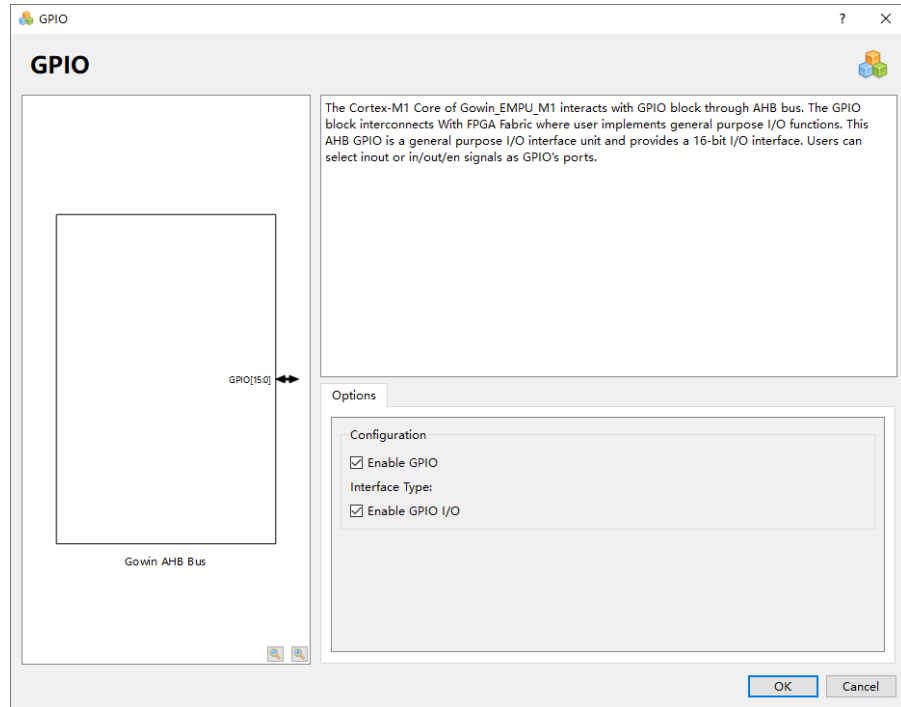 GPIO
GPIO
The Cortex-M1 Core of Gowin_EMPU_M1 interacts with GPIO block through AHB bus. The GPIO
block interconnects With FPGA Fabric where user implements general purpose I/O functions. This
AHB GPIO is a general purpose I/O interface unit and provides a 16-bit I/O interface. Users can
select inout or in/out/en signals as GPIO's ports.
GPIO[15:0]
Gowin AHB Bus
Options
Configuration
Enable GPIO
Interface Type:
Enable GPIO I/O
OK
Cancel